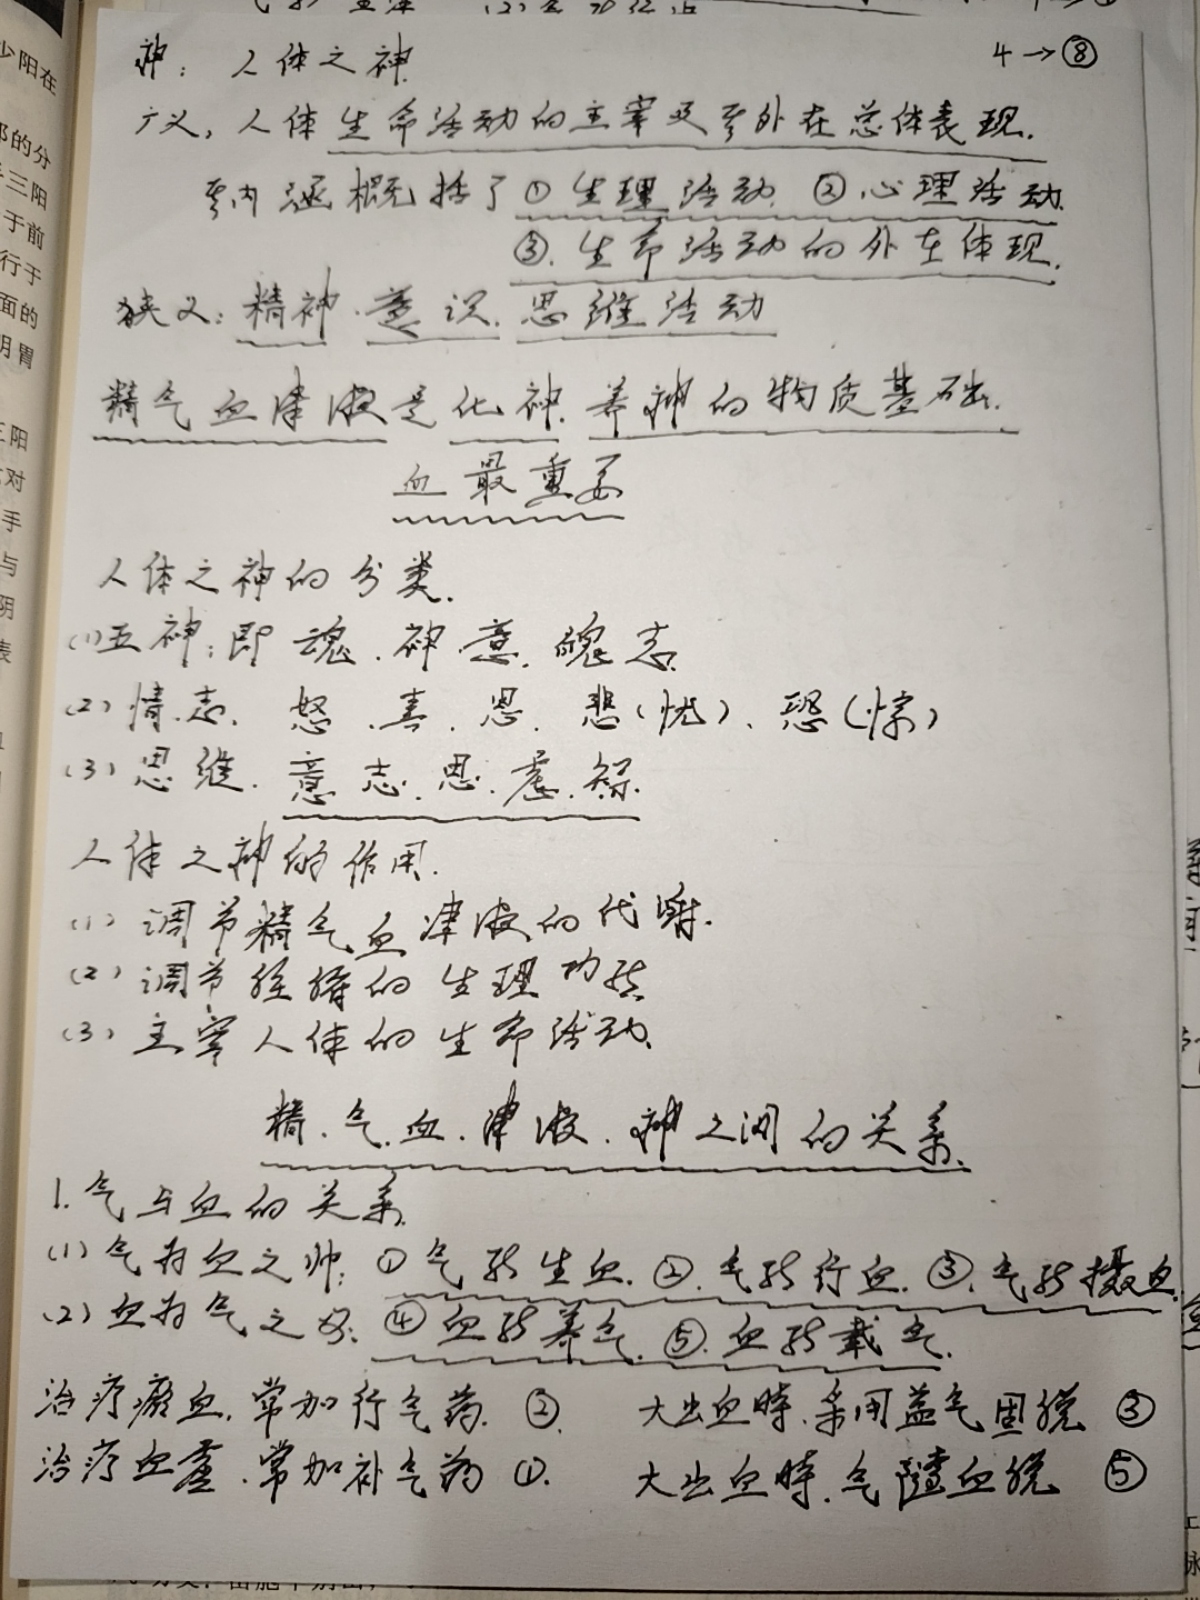 神：人体之神
4→⑧
广义，人体生命活动的主宰及其外在总体表现.
其内涵概括了①生理活动. ②心理活动.
③.生命活动的外在体现.
狭义：精神.意识.思维活动
精气血津液是化神.养神的物质基础.
血最重要
人体之神的分类.
(1)五神：即魂.神.意.魄志.
(2)情志. 怒.喜.思.悲(忧)、恐(惊)
(3)思维. 意.志.思.虑.智.
人体之神的作用.
(1)调节精气血津液的代谢.
(2)调节脏腑的生理功能
(3)主宰人体的生命活动.
精.气.血.津液.神之间的关系.
1.气与血的关系.
(1)气为血之帅：①气能生血.②.气能行血.③.气能摄血.
(2)血为气之母：④血能养气.⑤.血能载气.
治疗瘀血.常加行气药.②. 大出血時.采用益气固脱③
治疗血虚.常加补气药①. 大出血時.气随血脱⑤
少阳在
部的分
手三阳
于前
行于
面的
明胃
三阳
对
手
与
阴
表